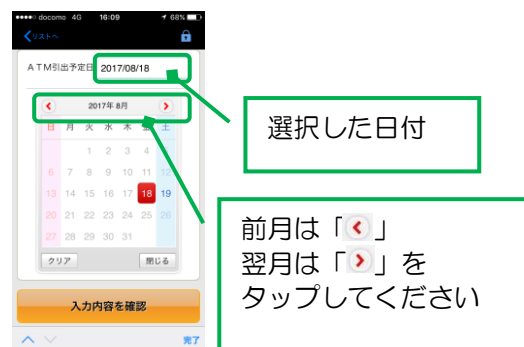 docomo 4G 16:09 68%
リストへ
ATM引出予定日 2017/08/18
2017年 8月
日 月 火 水 木 金 土
1 2 3 4
6 7 8 9 10 11 12
13 14 15 16 17 18 19
20 21 22 23 24 25 26
27 28 29 30 31
クリア 閉じる
入力内容を確認
完了
選択した日付
前月は「<」
翌月は「>」を
タップしてください